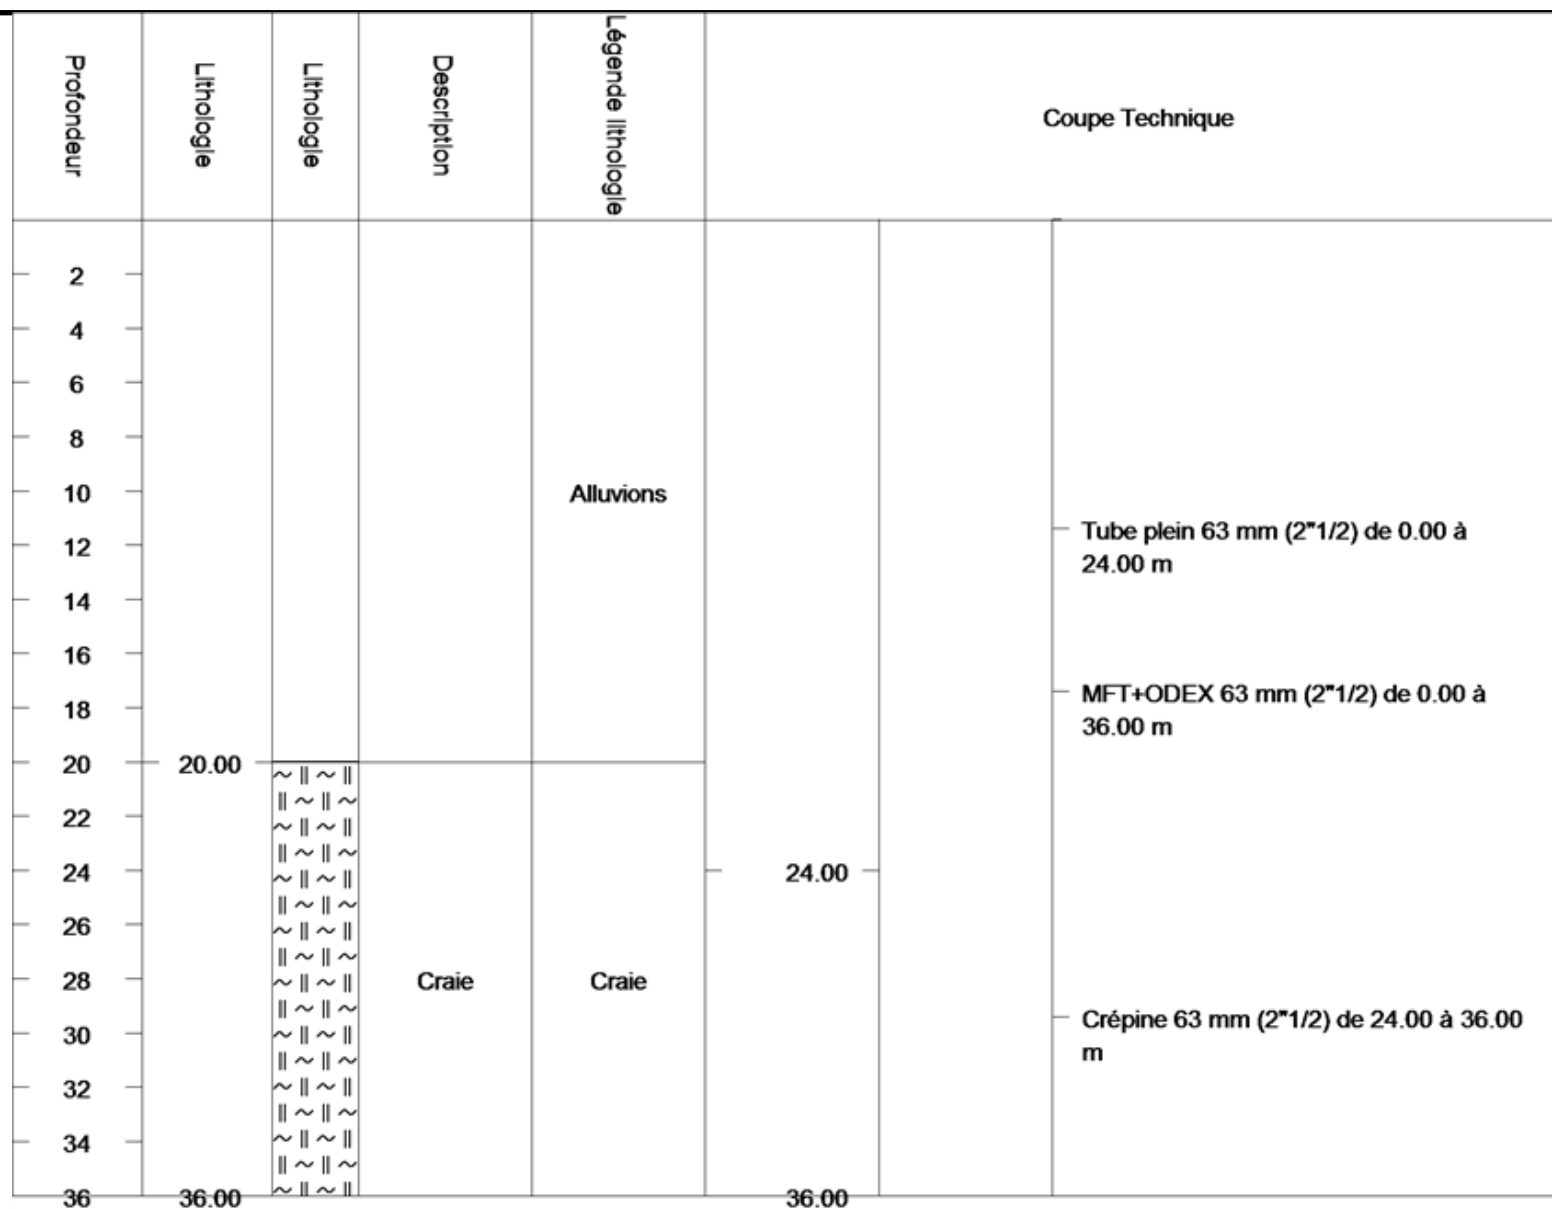 Profondeur
Lithologie
Lithologie
Description
Légende lithologie
Coupe Technique
2
4
6
8
10
Alluvions
12
Tube plein 63 mm (2"1/2) de 0.00 à
24.00 m
14
16
18
MFT+ODEX 63 mm (2"1/2) de 0.00 à
36.00 m
20
20.00
22
24
24.00
26
28
Craie
Craie
30
Crépine 63 mm (2"1/2) de 24.00 à 36.00
m
32
34
36
36.00
36.00